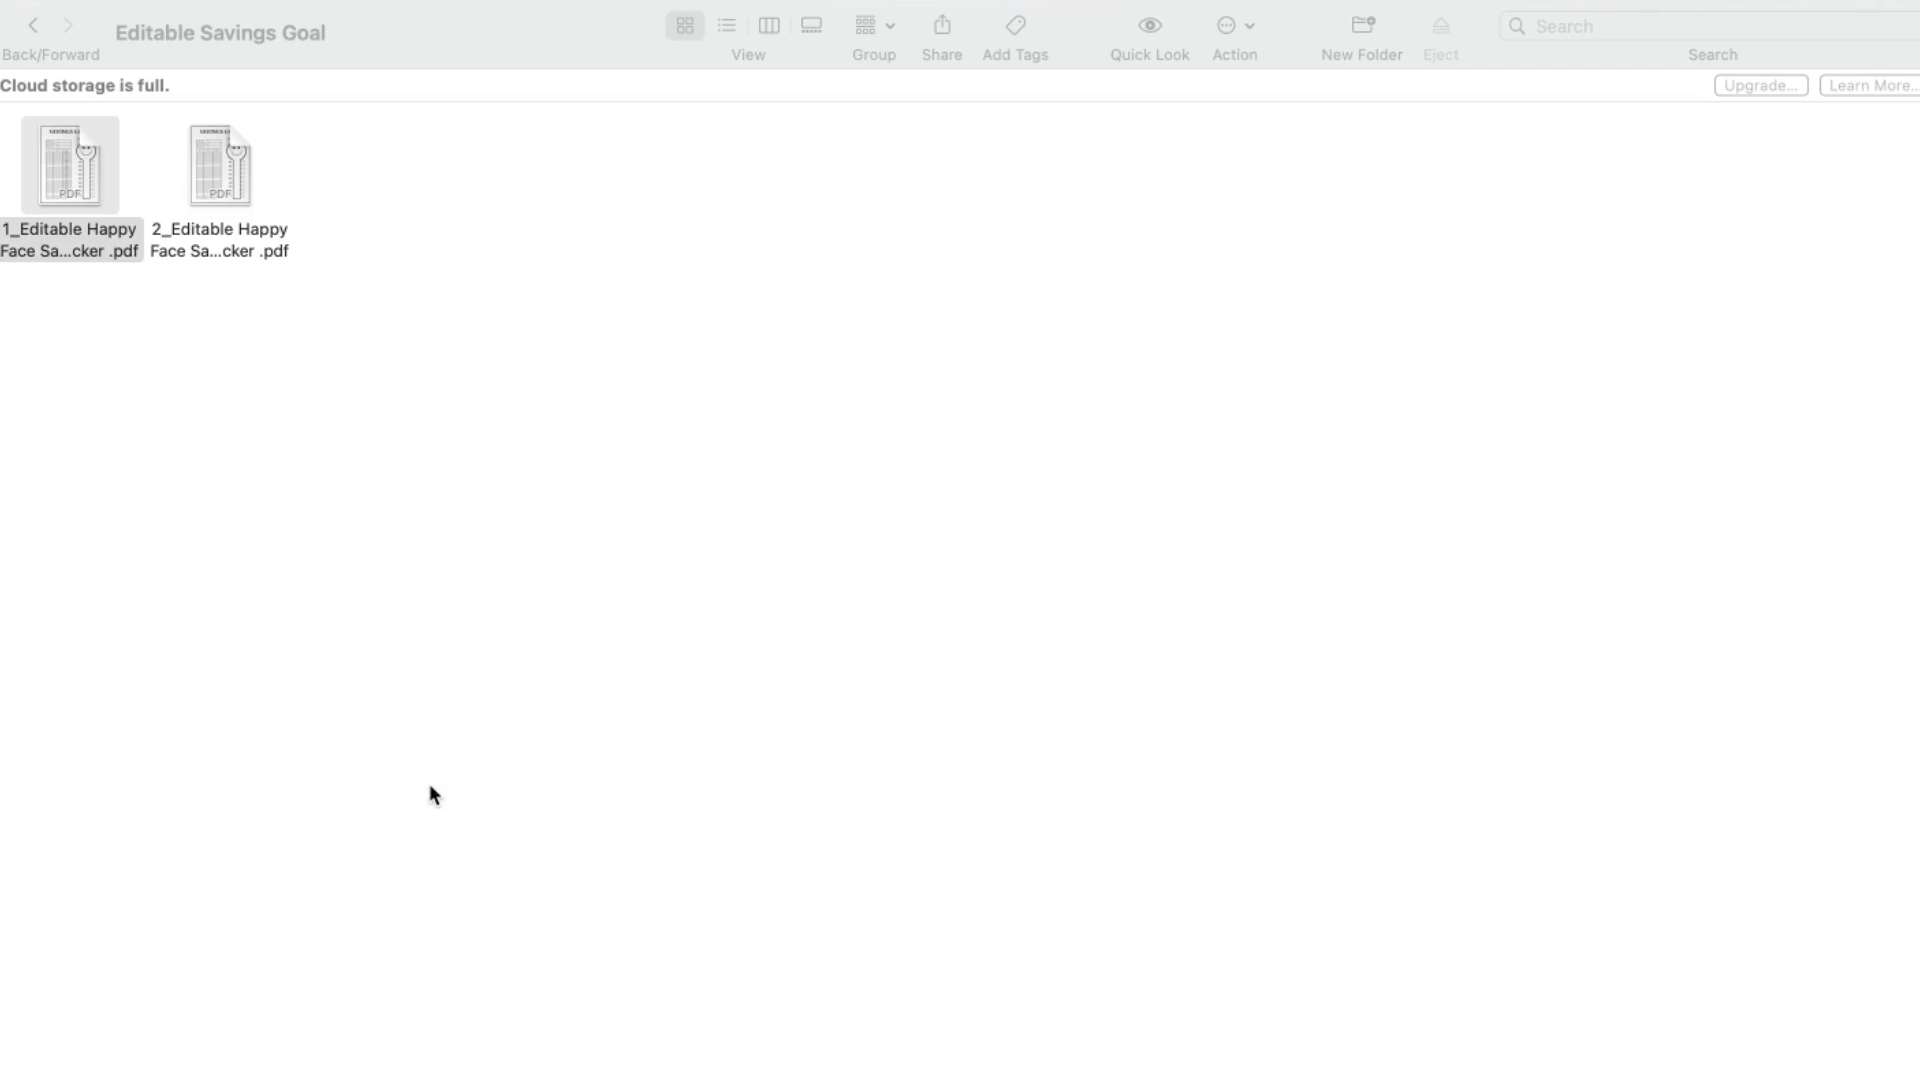 Editable Savings Goal
Back/Forward
View
Group
Share
Add Tags
Quick Look
Action
New Folder
Eject
Search
Search
Cloud storage is full.
Upgrade...
Learn More...
PDF
PDF
1_Editable Happy
Face Sa...cker .pdf
2_Editable Happy
Face Sa...cker .pdf